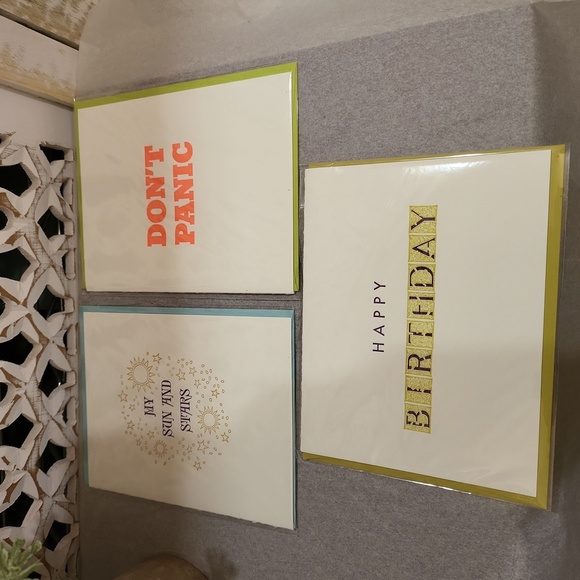 DON'T
PANIC
MY
SUN AND
STARS
HAPPY
BIRTHDAY